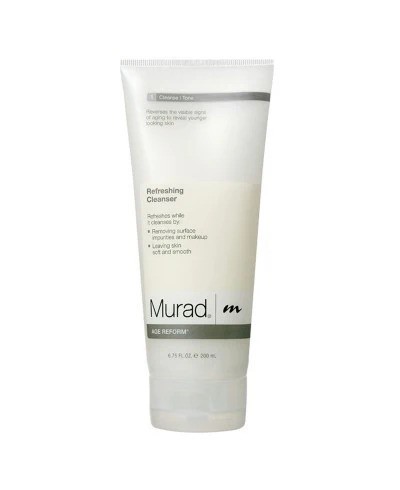 Cleanse | Tone
Reverses the visible signs
of aging to reveal younger
looking skin
Refreshing
Cleanser
Refreshes while
it cleanses by:
Removing surface
impurities and makeup
Leaving skin
soft and smooth
Murad® m
AGE REFORM™
6.75 FL. OZ. ℮ 200 mL